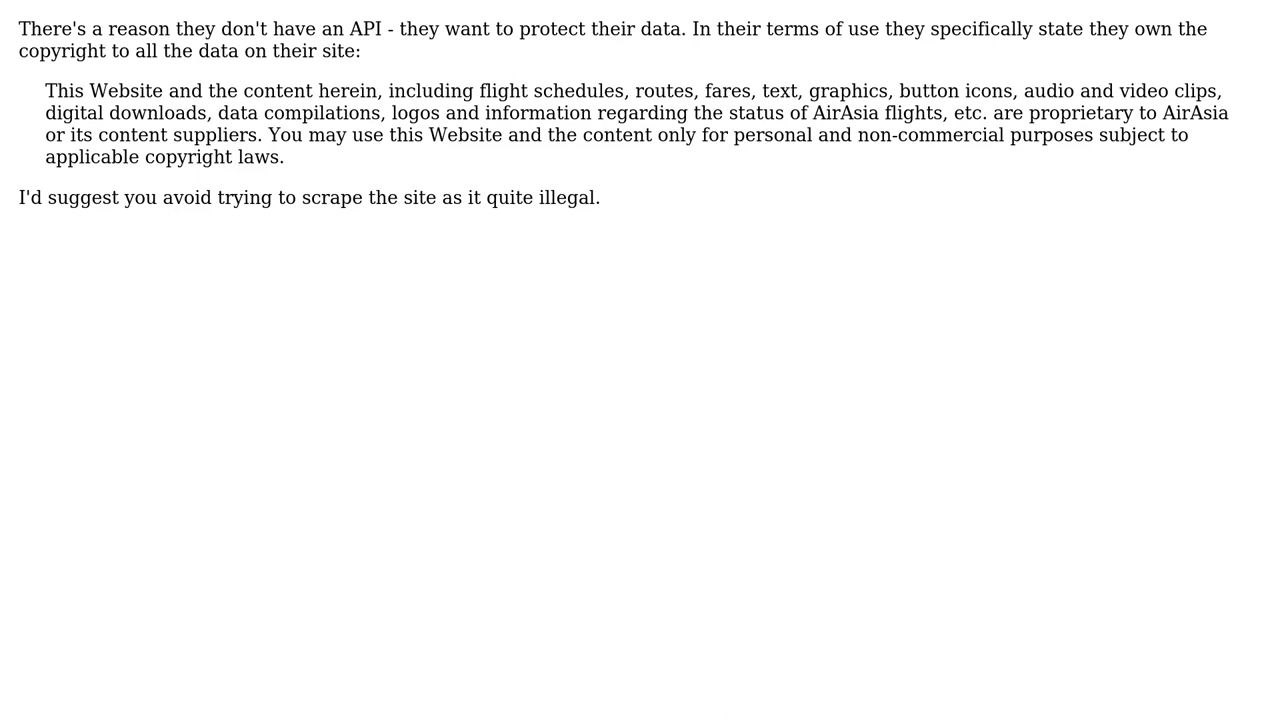 There's a reason they don't have an API - they want to protect their data. In their terms of use they specifically state they own the
copyright to all the data on their site:
This Website and the content herein, including flight schedules, routes, fares, text, graphics, button icons, audio and video clips,
digital downloads, data compilations, logos and information regarding the status of AirAsia flights, etc. are proprietary to AirAsia
or its content suppliers. You may use this Website and the content only for personal and non-commercial purposes subject to
applicable copyright laws.
I'd suggest you avoid trying to scrape the site as it quite illegal.